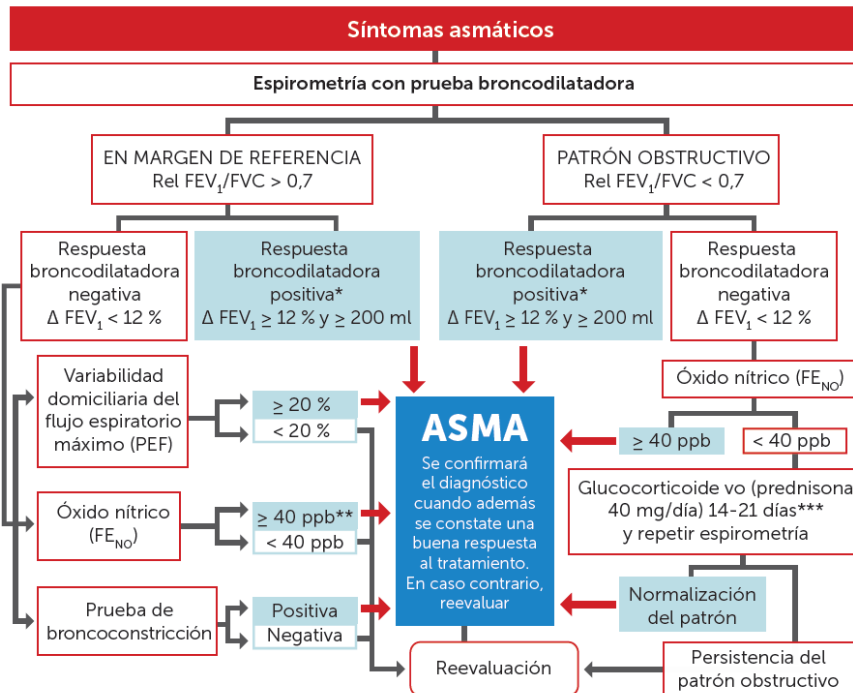 Síntomas asmáticos
Espirometría con prueba broncodilatadora
EN MARGEN DE REFERENCIA
Rel FEV₁/FVC > 0,7
PATRÓN OBSTRUCTIVO
Rel FEV₁/FVC < 0,7
Respuesta
broncodilatadora
negativa
Δ FEV₁ < 12 %
Respuesta
broncodilatadora
positiva*
Δ FEV₁ ≥ 12 % y ≥ 200 ml
Respuesta
broncodilatadora
positiva*
Δ FEV₁ ≥ 12 % y ≥ 200 ml
Respuesta
broncodilatadora
negativa
Δ FEV₁ < 12 %
Variabilidad
domiciliaria del
flujo espiratorio
máximo (PEF)
≥ 20 %
< 20 %
Óxido nítrico
(FE_NO)
≥ 40 ppb**
< 40 ppb
Prueba de
broncoconstricción
Positiva
Negativa
ASMA
Se confirmará
el diagnóstico
cuando además
se constate una
buena respuesta
al tratamiento.
En caso contrario,
reevaluar
Óxido nítrico (FE_NO)
≥ 40 ppb
< 40 ppb
Glucocorticoide vo (prednisona
40 mg/día) 14-21 días***
y repetir espirometría
Normalización
del patrón
Persistencia del
patrón obstructivo
Reevaluación